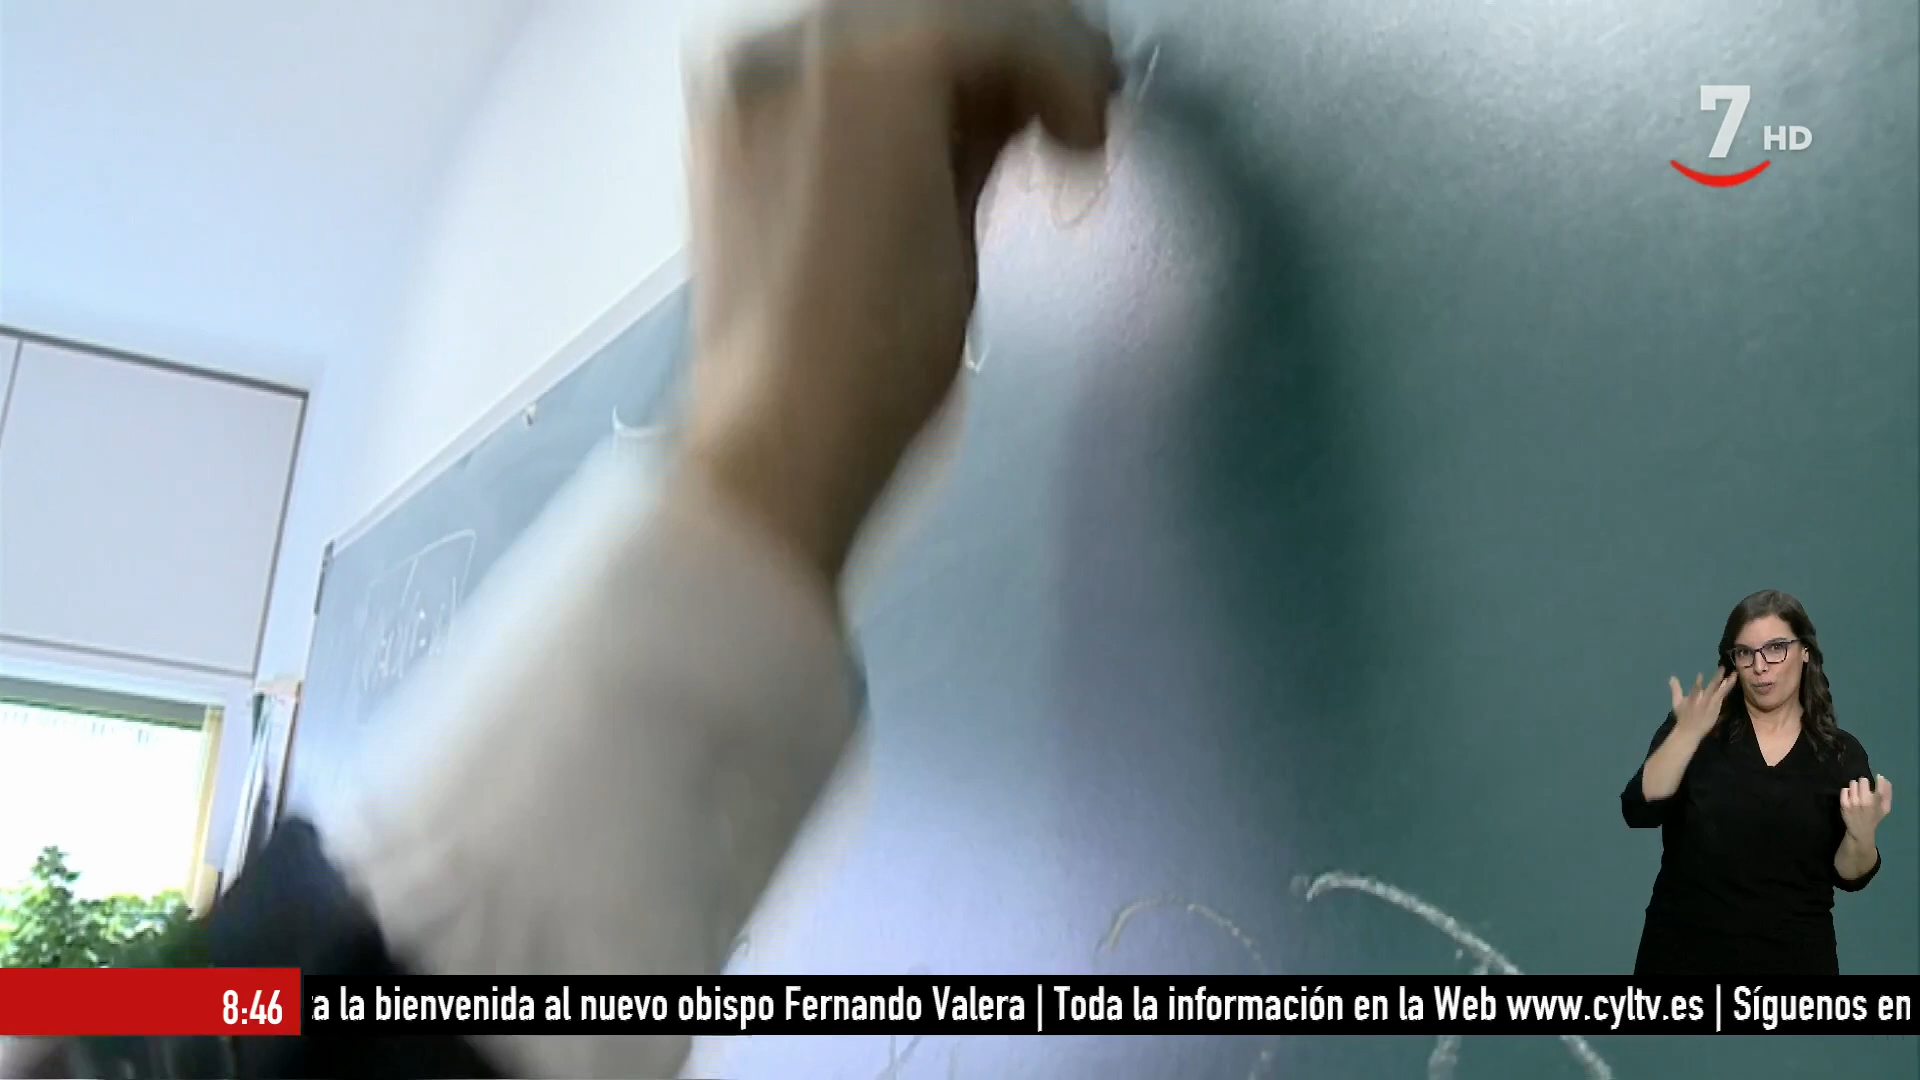 7 HD
8:46
a la bienvenida al nuevo obispo Fernando Valera | Toda la información en la Web www.cyltv.es | Síguenos en